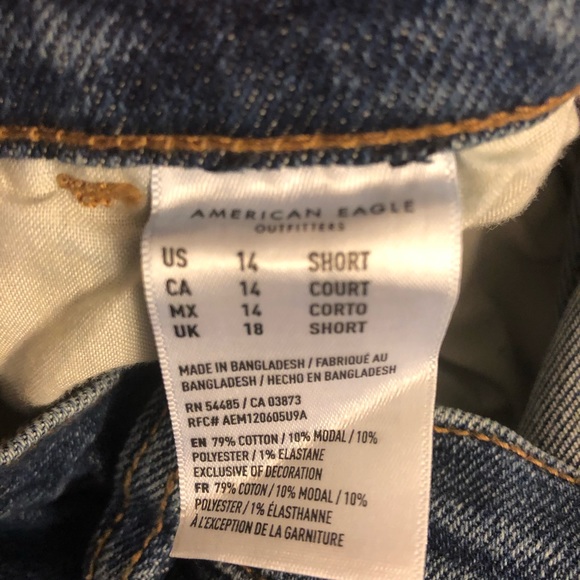 AMERICAN EAGLE
OUTFITTERS
US 14 SHORT
CA 14 COURT
MX 14 CORTO
UK 18 SHORT
MADE IN BANGLADESH / FABRIQUÉ AU
BANGLADESH / HECHO EN BANGLADESH
RN 54485 / CA 03873
RFC# AEM120605U9A
EN 79% COTTON / 10% MODAL / 10%
POLYESTER / 1% ELASTANE
EXCLUSIVE OF DECORATION
FR 79% COTON / 10% MODAL / 10%
POLYESTER / 1% ÉLASTHANNE
À L'EXCEPTION DE LA GARNITURE